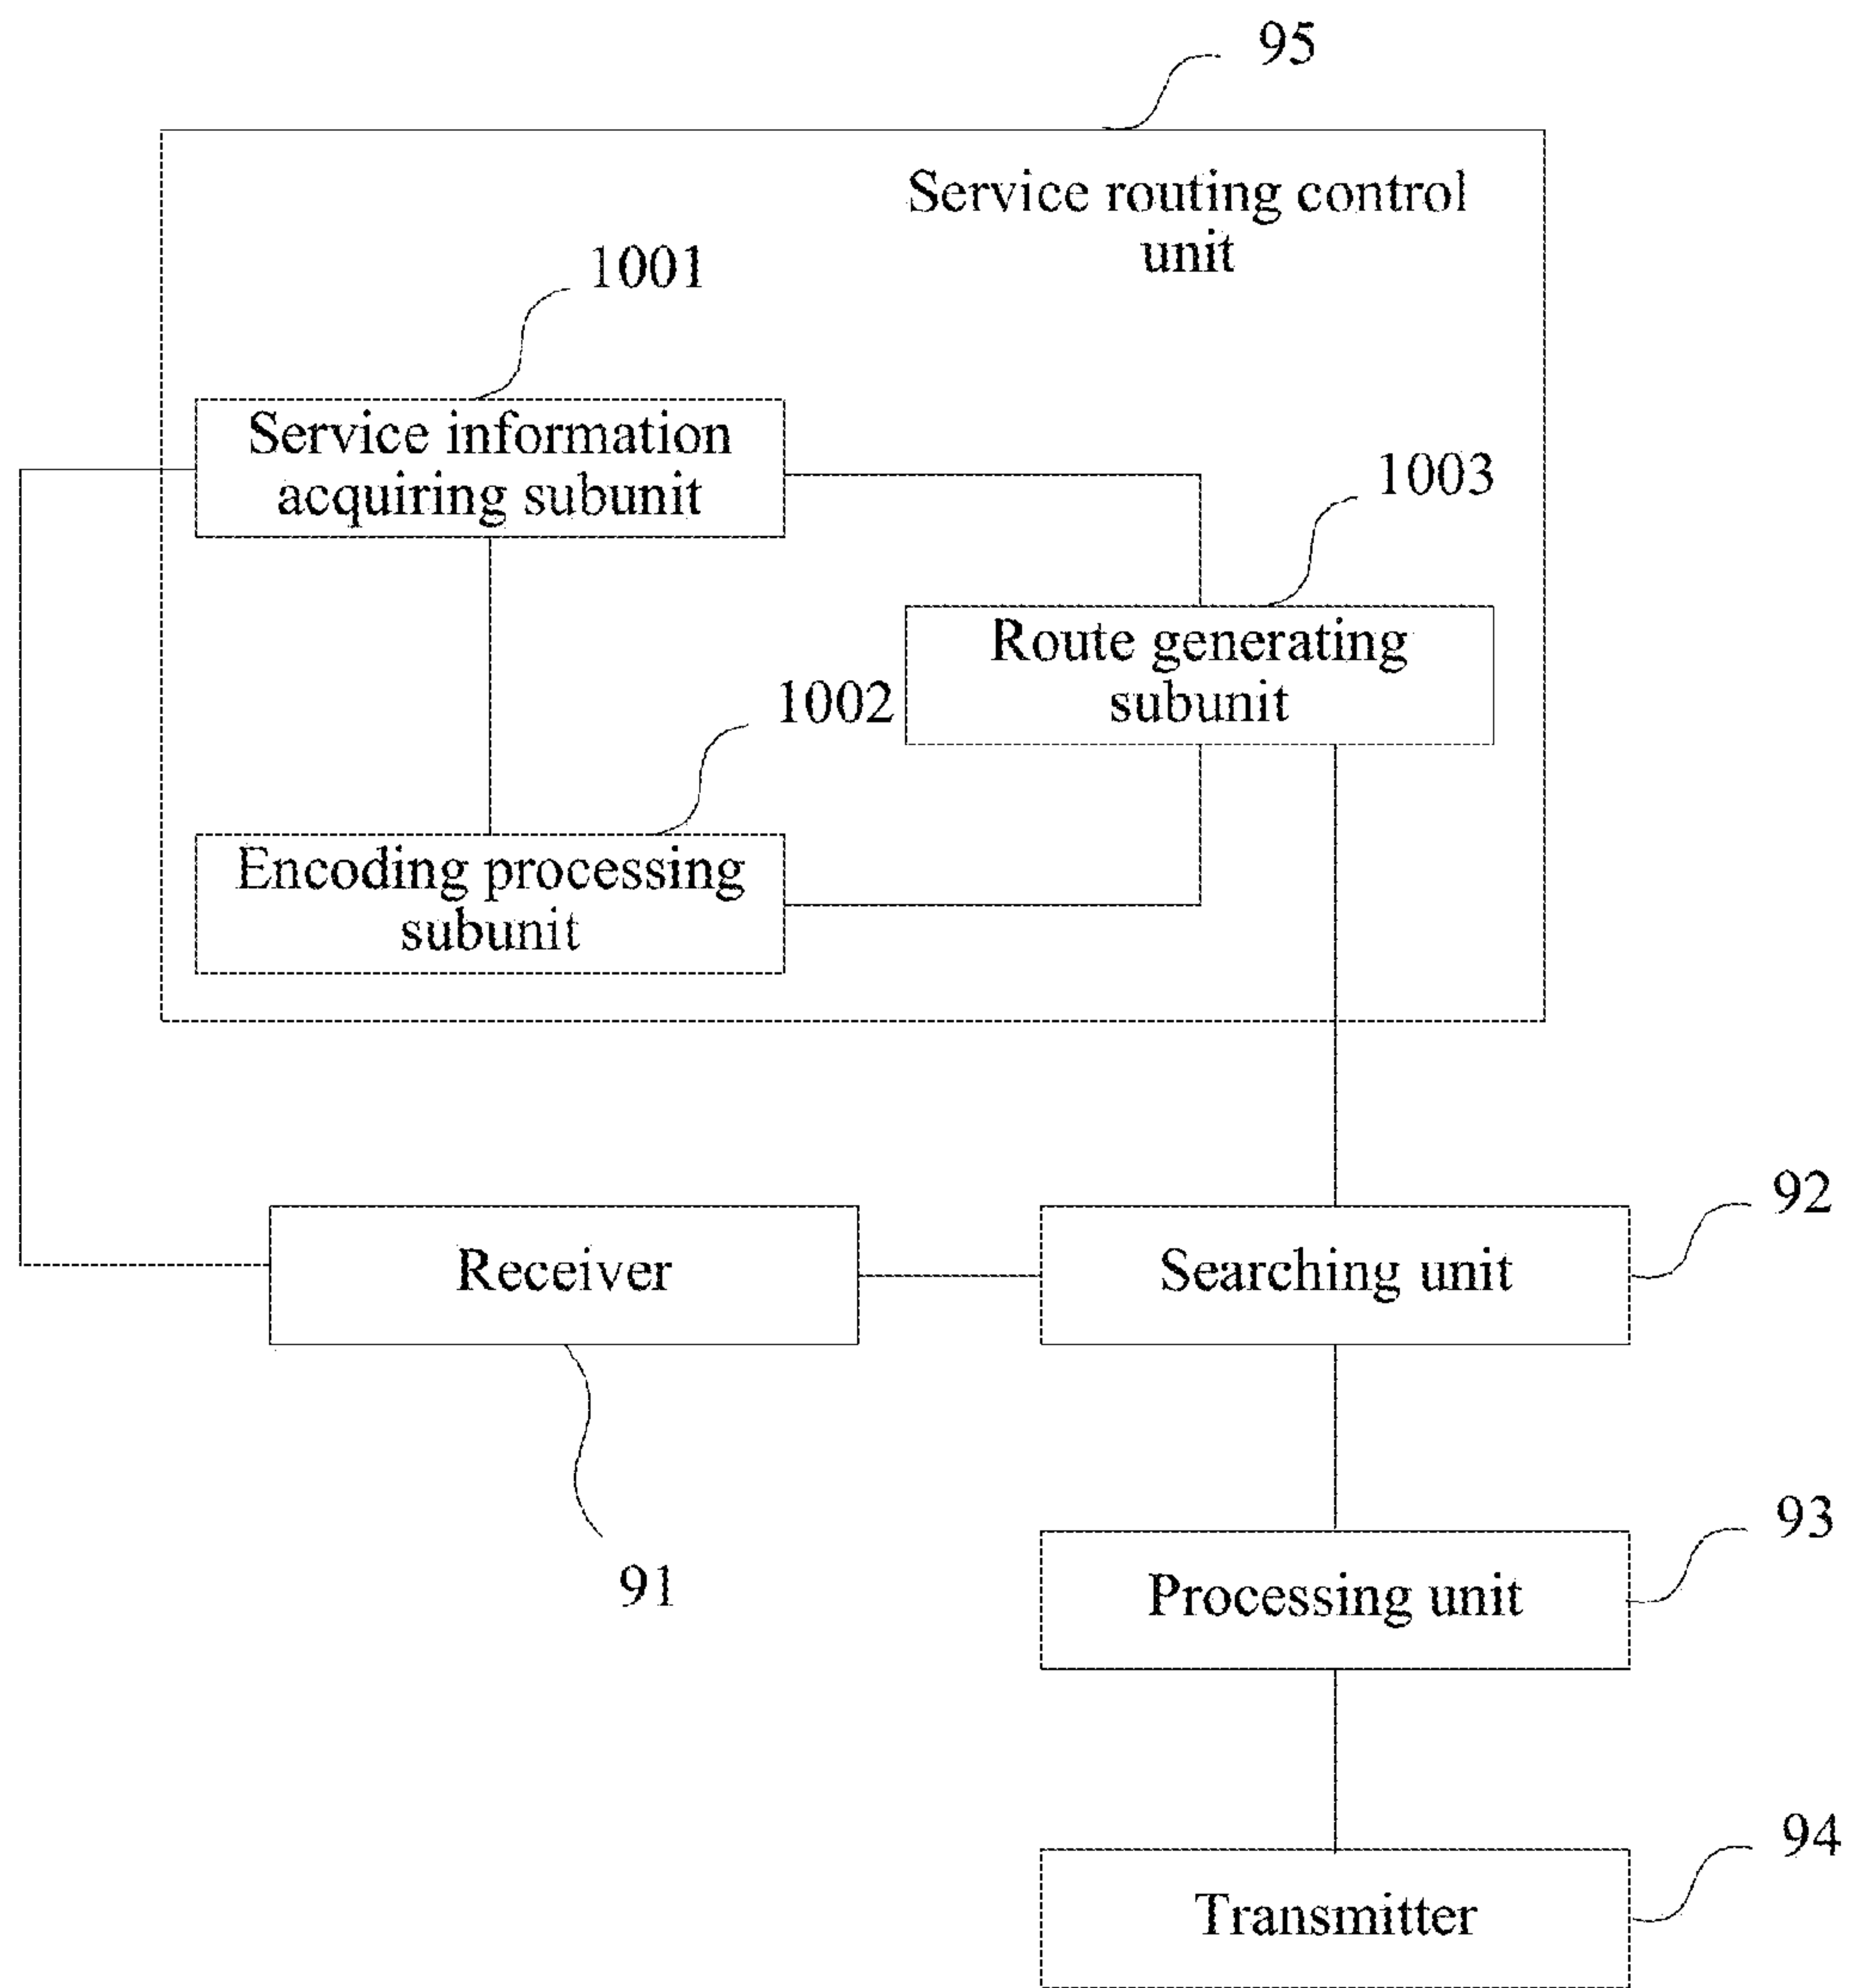 95
Service routing control
unit
1001
Service information
acquiring subunit
1003
Route generating
subunit
1002
Encoding processing
subunit
92
Receiver
Searching unit
93
91
Processing unit
94
Transmitter